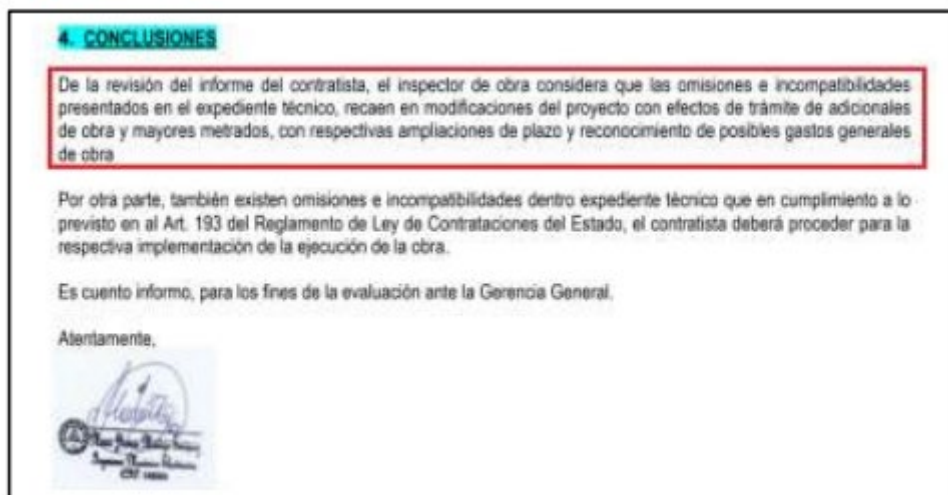 4. CONCLUSIONES
De la revisión del informe del contratista, el inspector de obra considera que las omisiones e incompatibilidades
presentados en el expediente técnico, recaen en modificaciones del proyecto con efectos de trámite de adicionales
de obra y mayores metrados, con respectivas ampliaciones de plazo y reconocimiento de posibles gastos generales
de obra
Por otra parte, también existen omisiones e incompatibilidades dentro expediente técnico que en cumplimiento a lo
previsto en al Art. 193 del Reglamento de Ley de Contrataciones del Estado, el contratista deberá proceder para la
respectiva implementación de la ejecución de la obra.
Es cuento informo, para los fines de la evaluación ante la Gerencia General.
Atentamente,